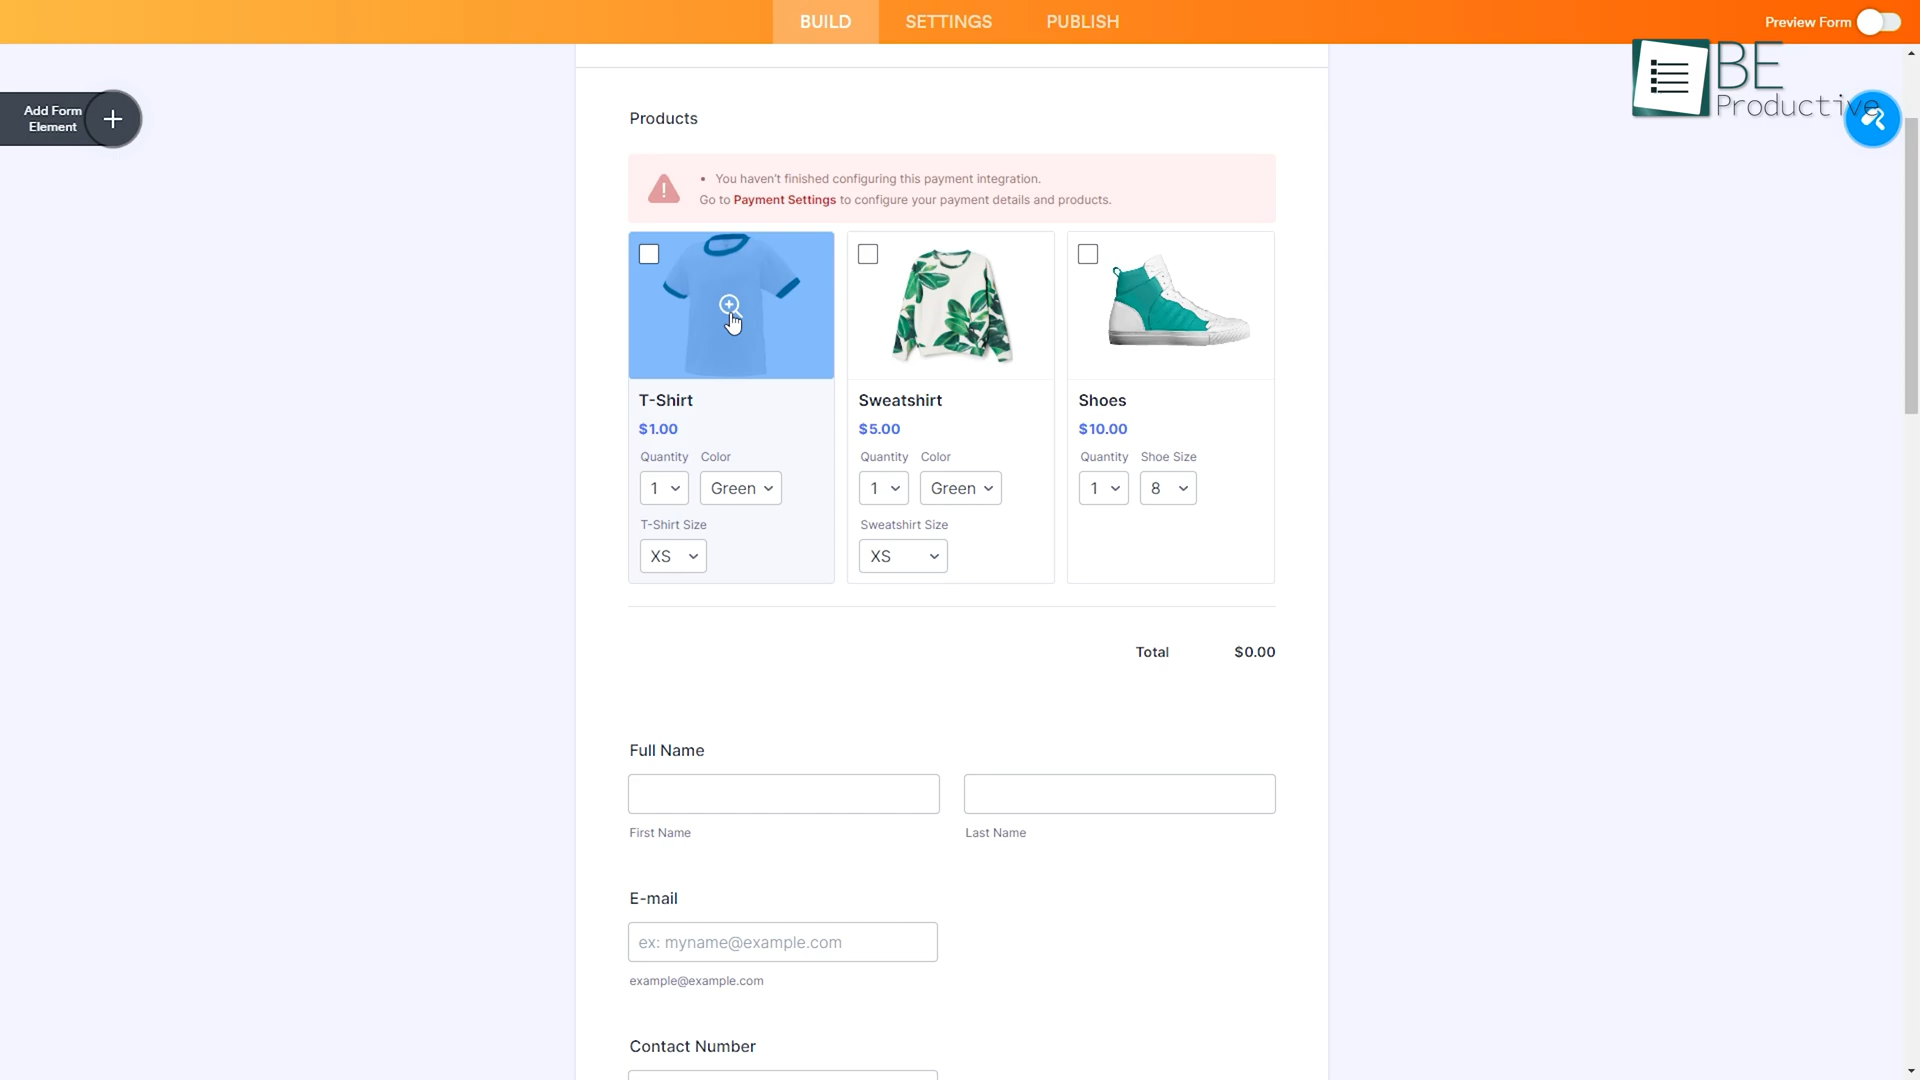 BUILD SETTINGS PUBLISH Preview Form
BE
Productive
Add Form
Element
Products
• You haven't finished configuring this payment integration.
Go to Payment Settings to configure your payment details and products.
T-Shirt Sweatshirt Shoes
$1.00 $5.00 $10.00
Quantity Color Quantity Color Quantity Shoe Size
1 Green 1 Green 1 8
T-Shirt Size Sweatshirt Size
XS XS
Total $0.00
Full Name
First Name Last Name
E-mail
ex: myname@example.com
example@example.com
Contact Number